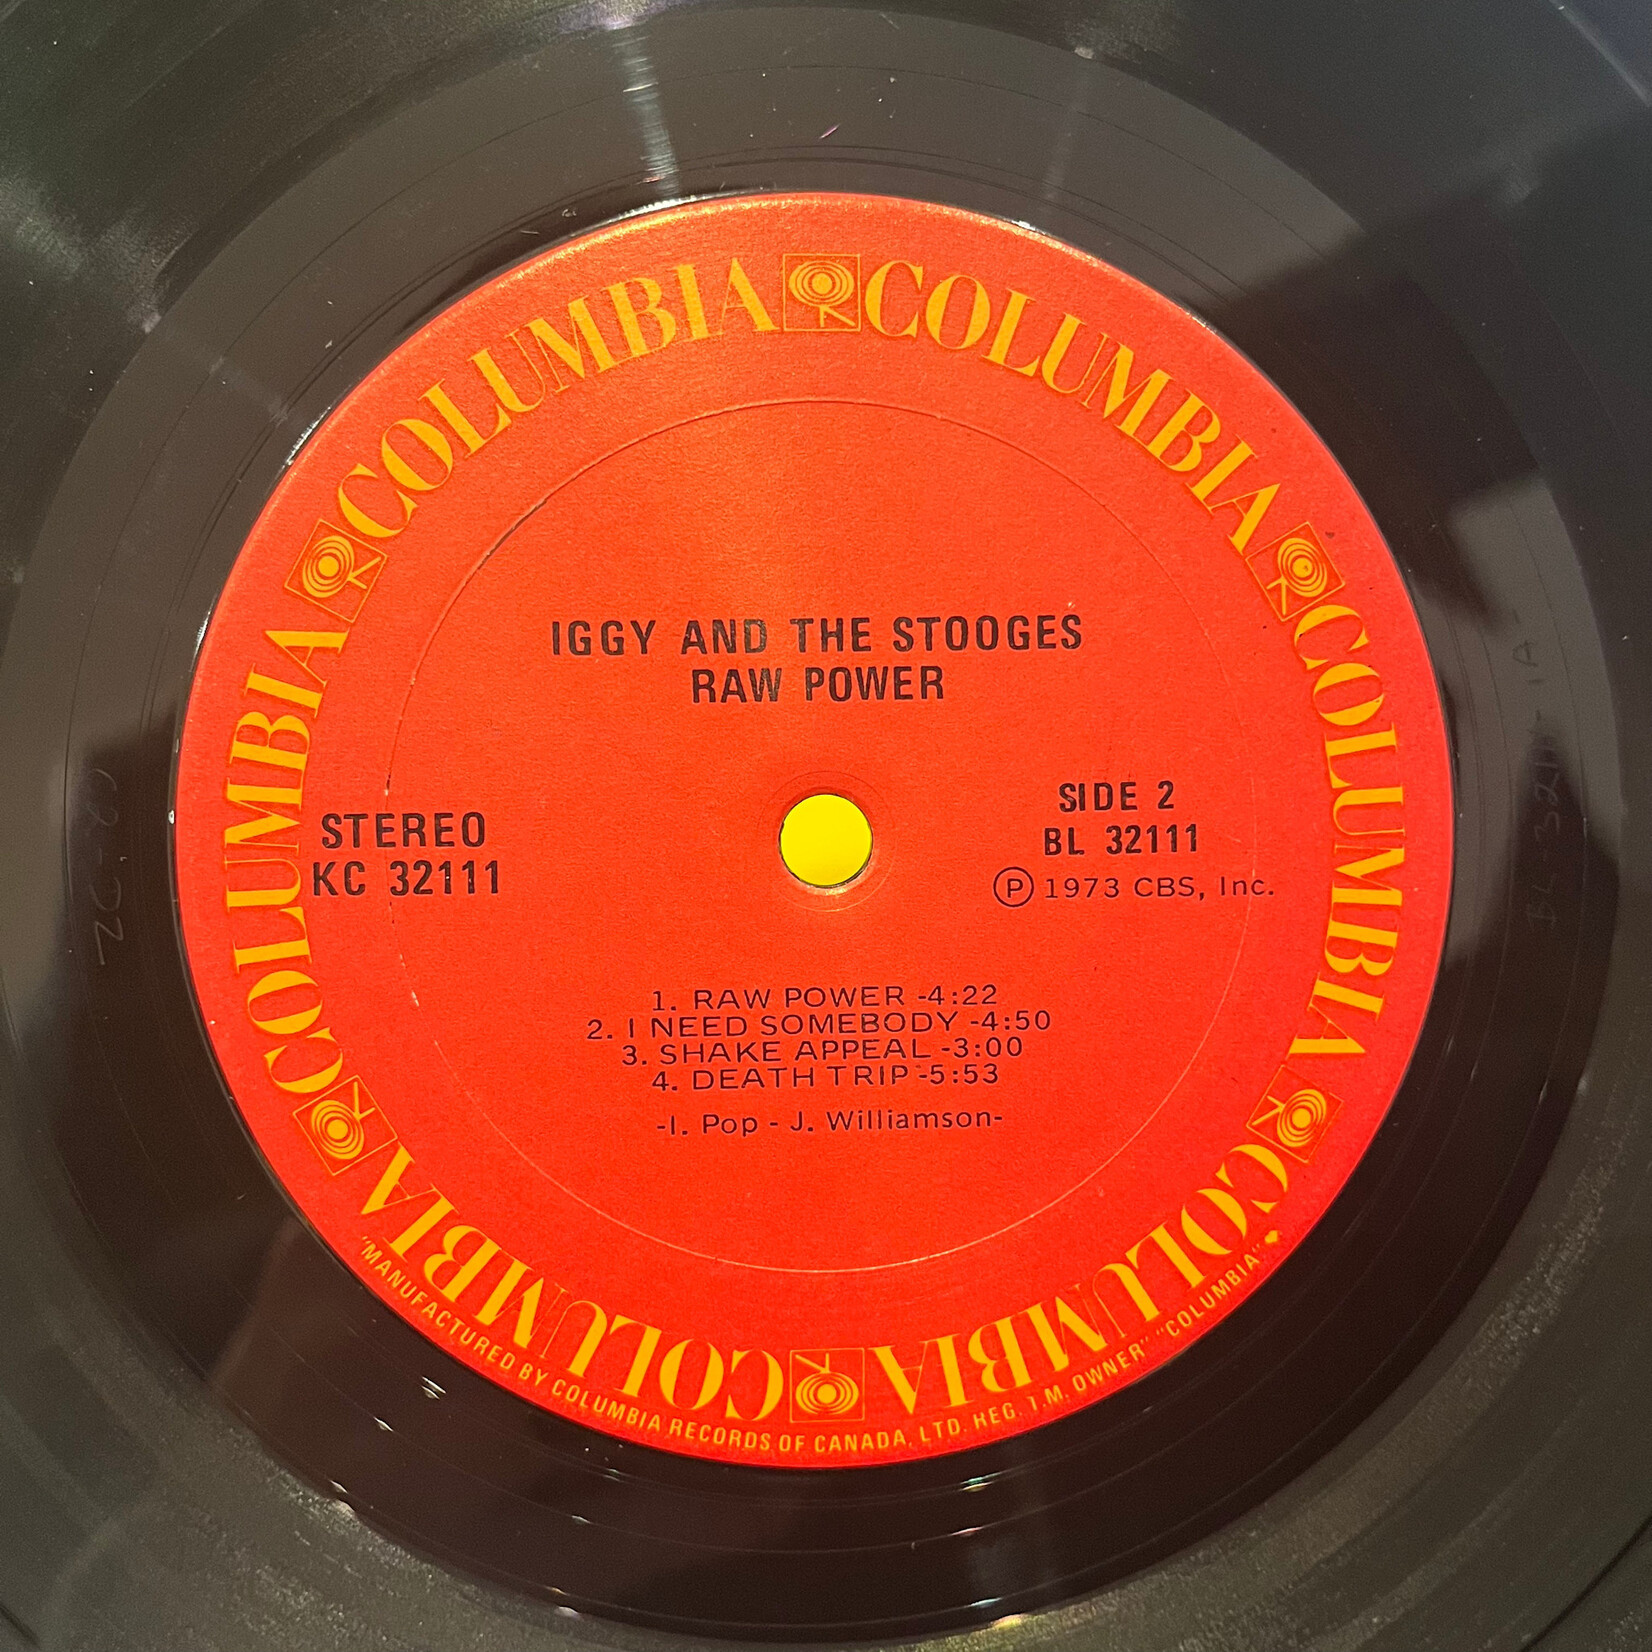 COLUMBIA COLUMBIA COLUMBIA COLUMBIA COLUMBIA COLUMBIA
IGGY AND THE STOOGES
RAW POWER
STEREO
KC 32111
SIDE 2
BL 32111
Ⓟ 1973 CBS, Inc.
1. RAW POWER -4:22
2. I NEED SOMEBODY -4:50
3. SHAKE APPEAL -3:00
4. DEATH TRIP -5:53
-I. Pop - J. Williamson-
"MANUFACTURED BY COLUMBIA RECORDS OF CANADA, LTD. REG. T.M. OWNER" "COLUMBIA"